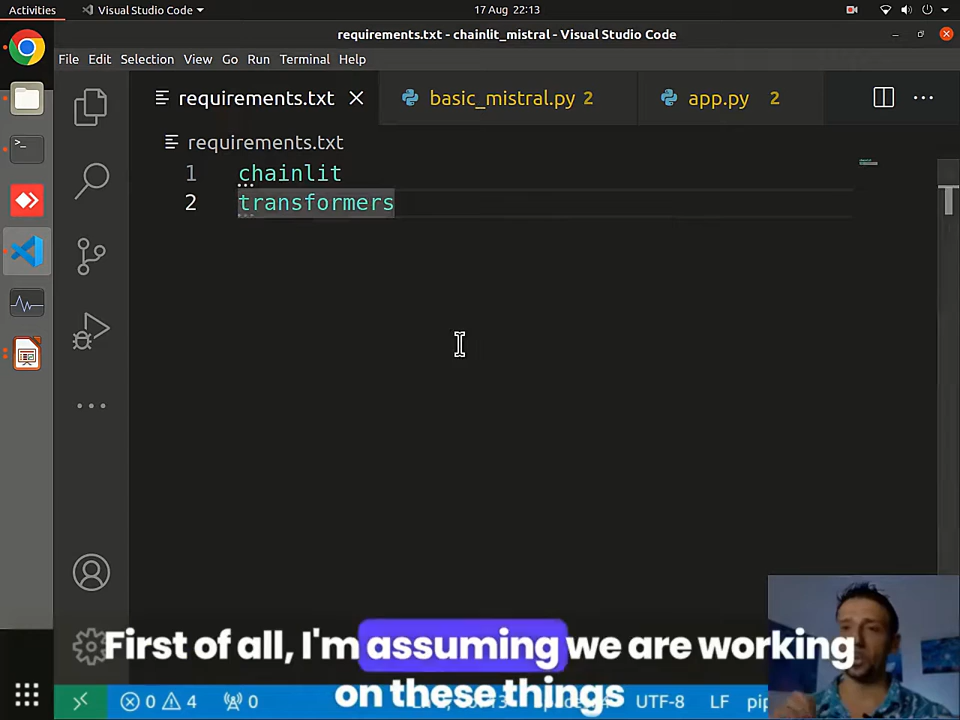 Activities
Visual Studio Code
17 Aug 22:13
requirements.txt - chainlit_mistral - Visual Studio Code
File Edit Selection View Go Run Terminal Help
requirements.txt
basic_mistral.py 2
app.py 2
requirements.txt
1 chainlit
2 transformers
First of all, I'm assuming we are working
on these things
0 4
0
UTF-8
LF